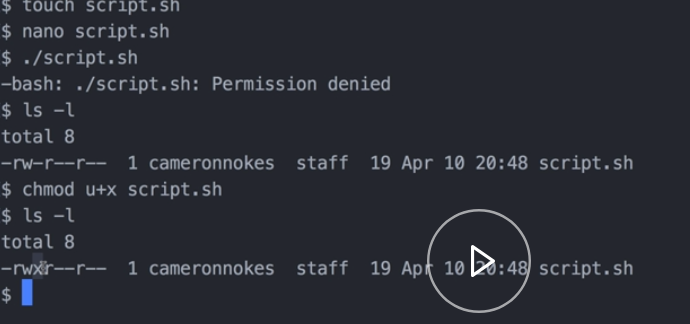 $ touch script.sh
$ nano script.sh
$ ./script.sh
-bash: ./script.sh: Permission denied
$ ls -l
total 8
-rw-r--r--  1 cameronnokes  staff  19 Apr 10 20:48 script.sh
$ chmod u+x script.sh
$ ls -l
total 8
-rwxr--r--  1 cameronnokes  staff  19 Apr 10 20:48 script.sh
$